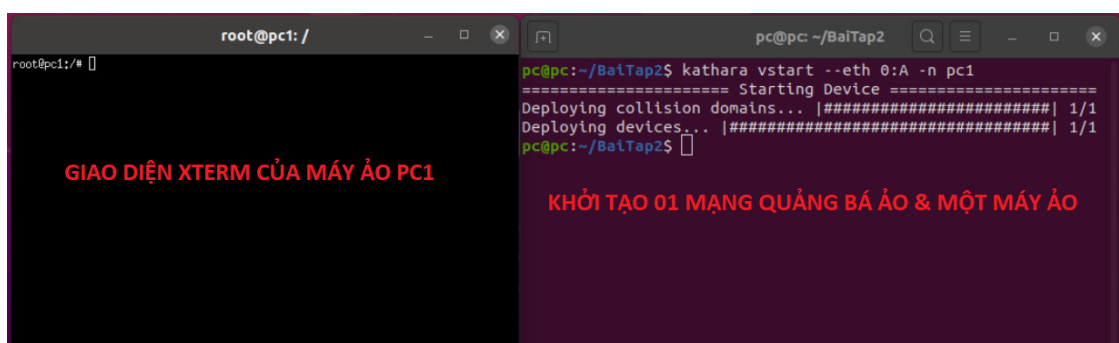 root@pc1: /
root@pc1:/#
GIAO DIỆN XTERM CỦA MÁY ẢO PC1
pc@pc: ~/BaiTap2
pc@pc:~/BaiTap2$ kathara vstart --eth 0:A -n pc1
====================== Starting Device =========================
Deploying collision domains... |########################| 1/1
Deploying devices... |##################################| 1/1
pc@pc:~/BaiTap2$
KHỞI TẠO 01 MẠNG QUẢNG BÁ ẢO & MỘT MÁY ẢO